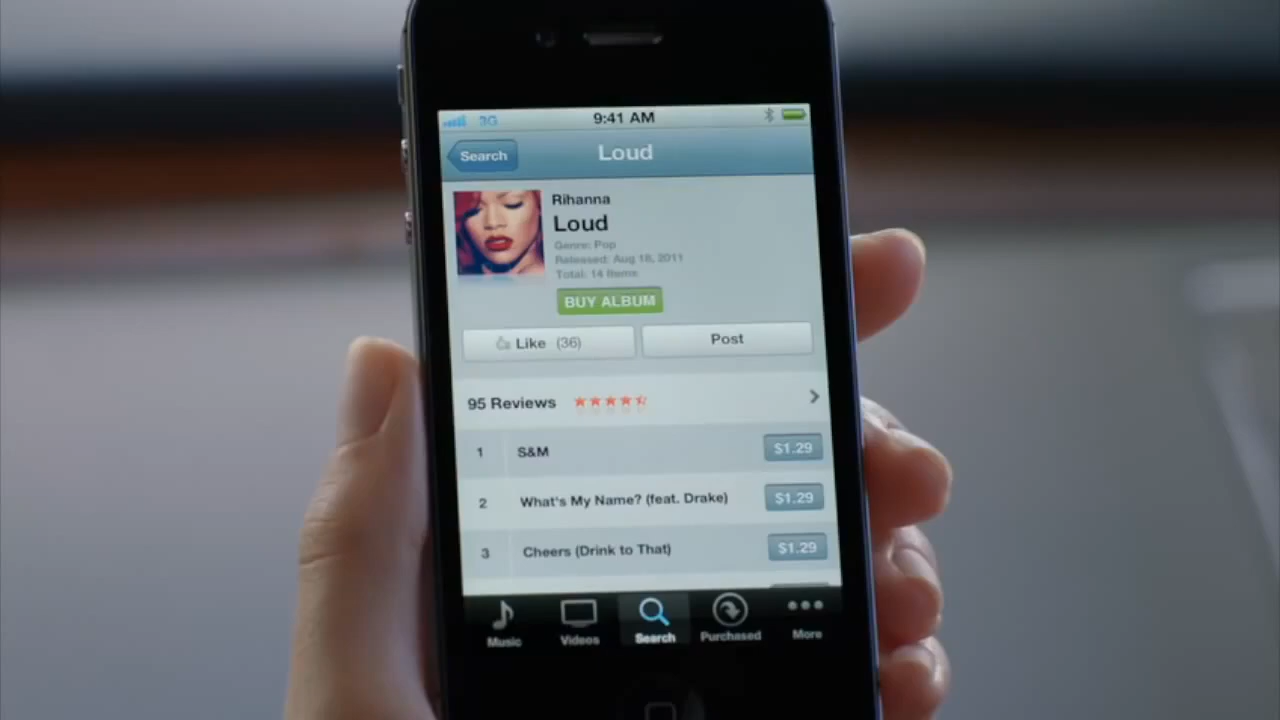 3G 9:41 AM
Search Loud
Rihanna
Loud
Genre: Pop
Released: Aug 18, 2011
Total: 14 Items
BUY ALBUM
Like (36) Post
95 Reviews
1 S&M $1.29
2 What's My Name? (feat. Drake) $1.29
3 Cheers (Drink to That) $1.29
Music Videos Search Purchased More